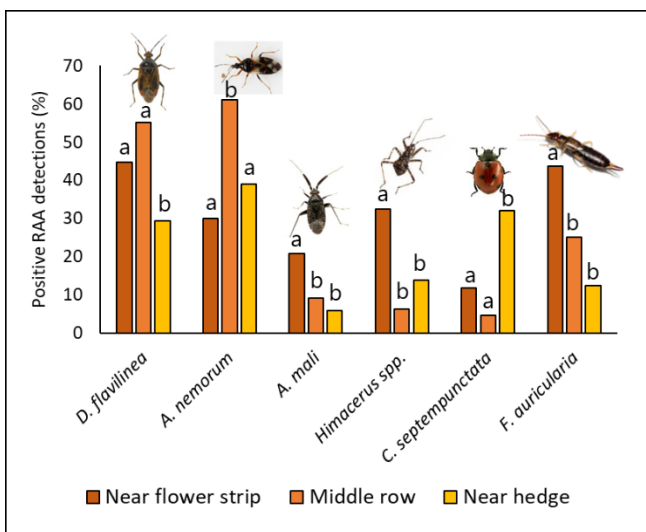 Positive RAA detections (%)
70
60
50
40
30
20
10
0
a
a
b
a
b
a
a
b
b
a
b
b
a
a
b
a
b
b
D. flavilinea
A. nemorum
A. mali
Himacerus spp.
C. septempunctata
F. auricularia
Near flower strip
Middle row
Near hedge